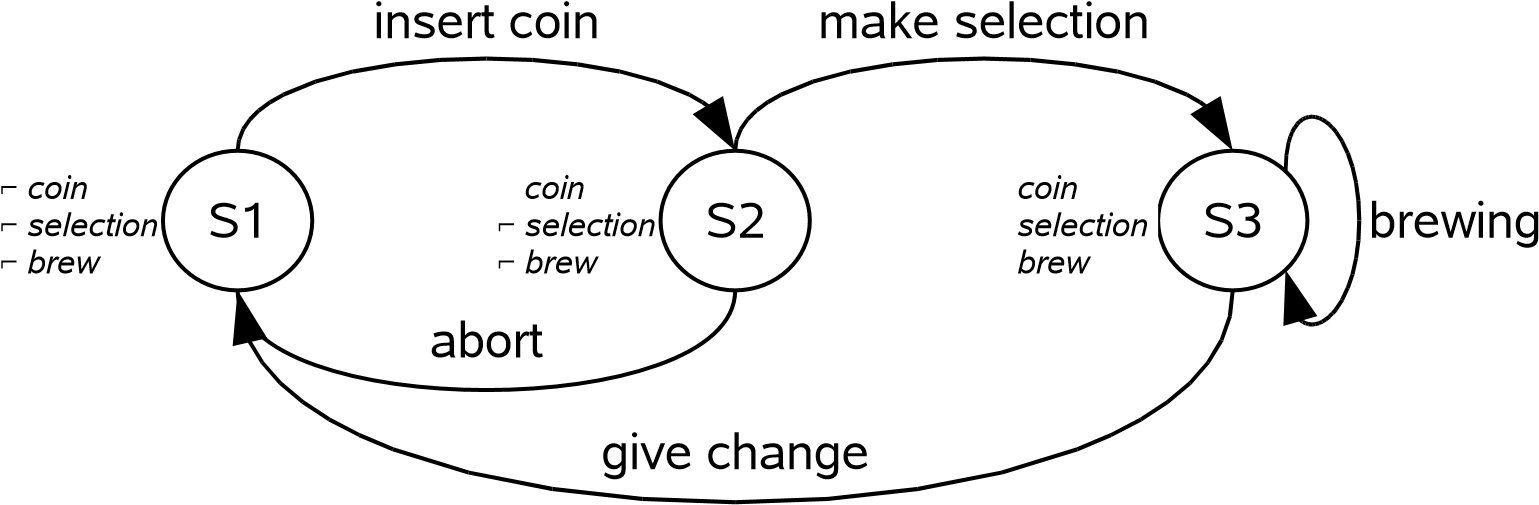 insert coin
make selection
¬ coin
¬ selection
¬ brew
S1
coin
¬ selection
¬ brew
S2
coin
selection
brew
S3
brewing
abort
give change